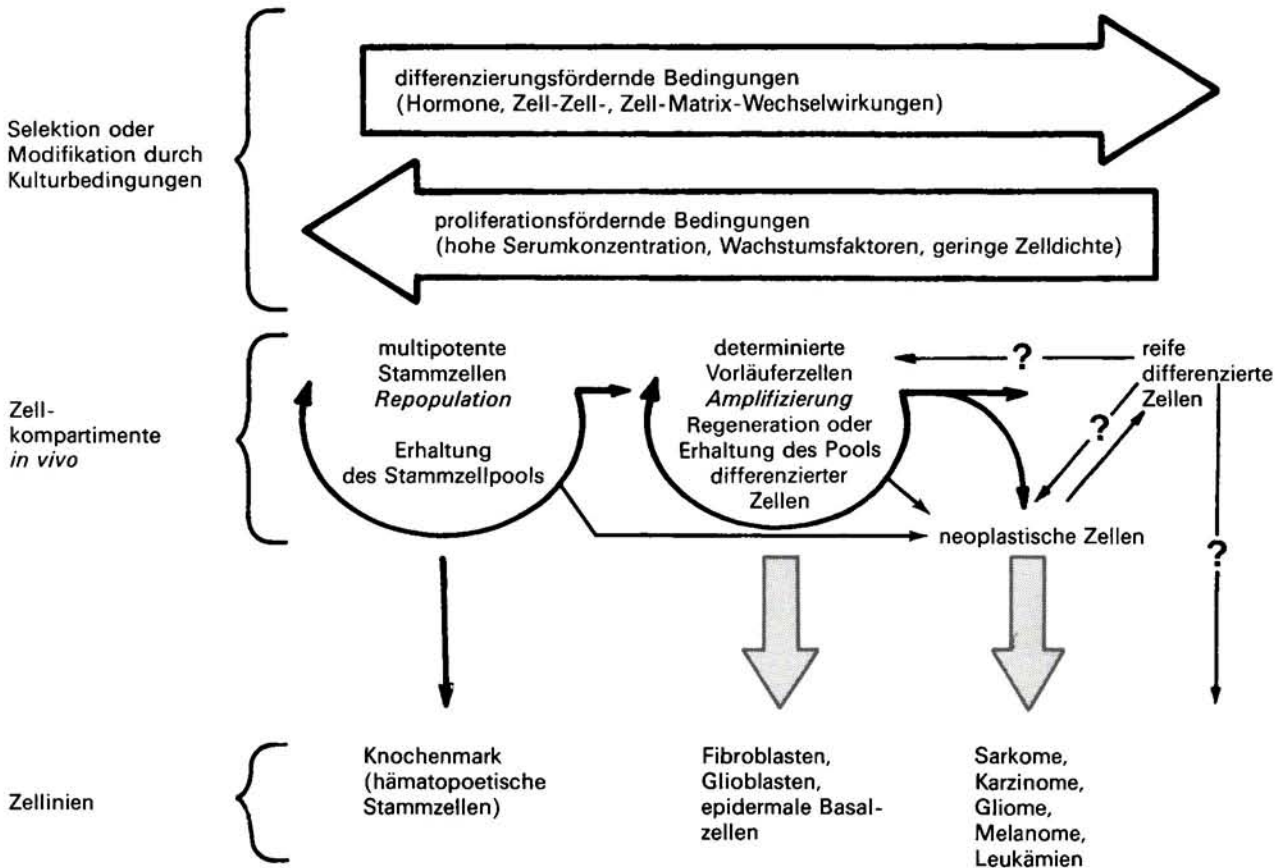 differenzierungsfördernde Bedingungen
(Hormone, Zell-Zell-, Zell-Matrix-Wechselwirkungen)
Selektion oder
Modifikation durch
Kulturbedingungen
proliferationsfördernde Bedingungen
(hohe Serumkonzentration, Wachstumsfaktoren, geringe Zelldichte)
Zell-
kompartimente
in vivo
multipotente
Stammzellen
Repopulation
Erhaltung
des Stammzellpools
determinierte
Vorläuferzellen
Amplifizierung
Regeneration oder
Erhaltung des Pools
differenzierter
Zellen
?
reife
differenzierte
Zellen
?
neoplastische Zellen
?
Zellinien
Knochenmark
(hämatopoetische
Stammzellen)
Fibroblasten,
Glioblasten,
epidermale Basal-
zellen
Sarkome,
Karzinome,
Gliome,
Melanome,
Leukämien